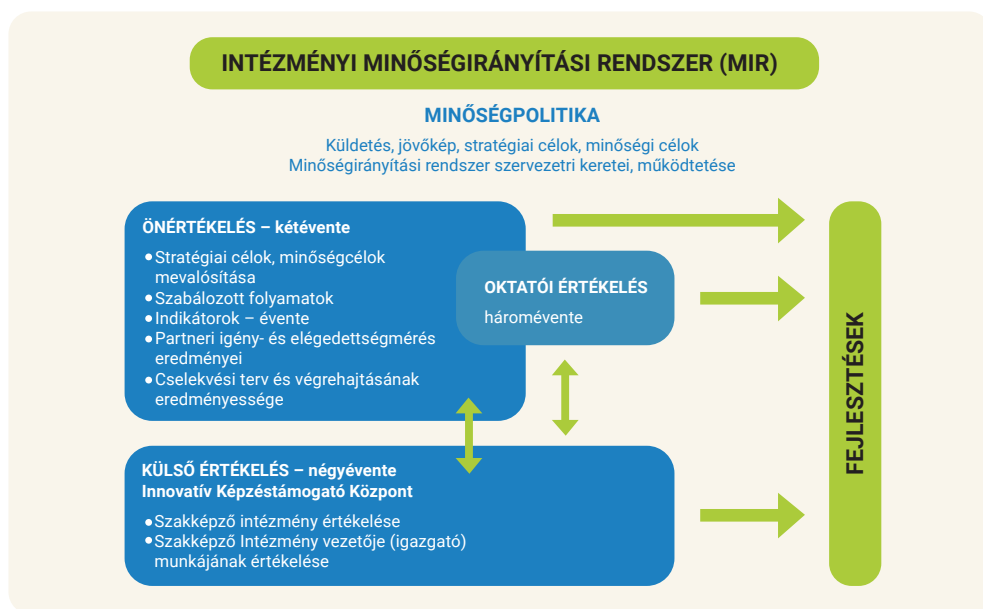 INTÉZMÉNYI MINŐSÉGIRÁNYÍTÁSI RENDSZER (MIR)
MINŐSÉGPOLITIKA
Küldetés, jövőkép, stratégiai célok, minőségi célok
Minőségirányítási rendszer szervezetri keretei, működtetése
ÖNÉRTÉKELÉS – kétévente
• Stratégiai célok, minőségcélok
mevalósítása
• Szabálozott folyamatok
• Indikátorok – évente
• Partneri igény- és elégedettségmérés
eredményei
• Cselekvési terv és végrehajtásának
eredményessége
OKTATÓI ÉRTÉKELÉS
háromévente
KÜLSŐ ÉRTÉKELÉS – négyévente
Innovatív Képzéstámogató Központ
• Szakképző intézmény értékelése
• Szakképző Intézmény vezetője (igazgató)
munkájának értékelése
FEJLESZTÉSEK